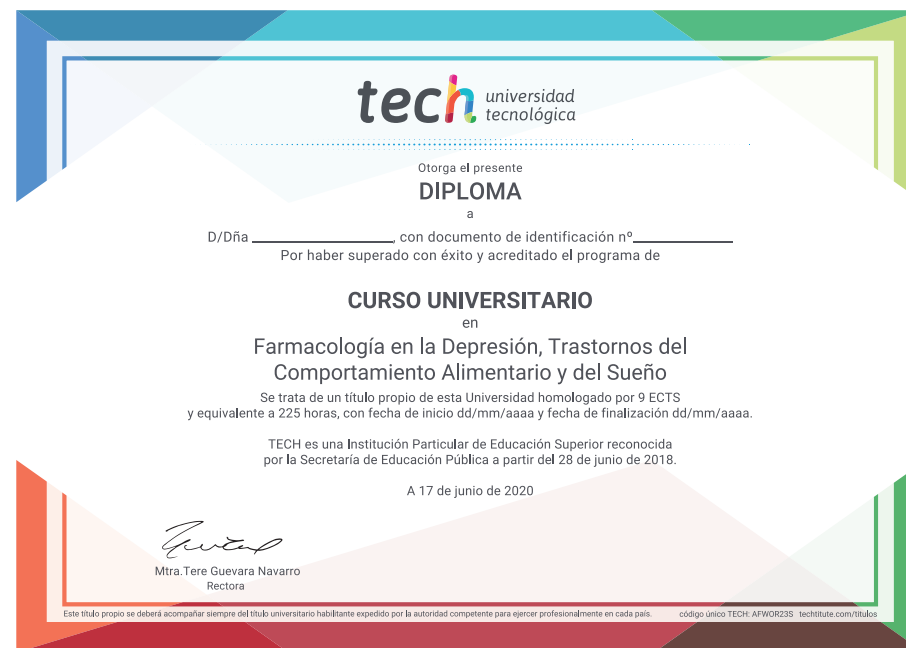 tech universidad
tecnológica
Otorga el presente
DIPLOMA
a
D/Dña ____________________, con documento de identificación nº______________
Por haber superado con éxito y acreditado el programa de
CURSO UNIVERSITARIO
en
Farmacología en la Depresión, Trastornos del
Comportamiento Alimentario y del Sueño
Se trata de un título propio de esta Universidad homologado por 9 ECTS
y equivalente a 225 horas, con fecha de inicio dd/mm/aaaa y fecha de finalización dd/mm/aaaa.
TECH es una Institución Particular de Educación Superior reconocida
por la Secretaría de Educación Pública a partir del 28 de junio de 2018.
A 17 de junio de 2020
Mtra.Tere Guevara Navarro
Rectora
Este título propio se deberá acompañar siempre del título universitario habilitante expedido por la autoridad competente para ejercer profesionalmente en cada país. código único TECH: AFWOR23S techtitute.com/titulos